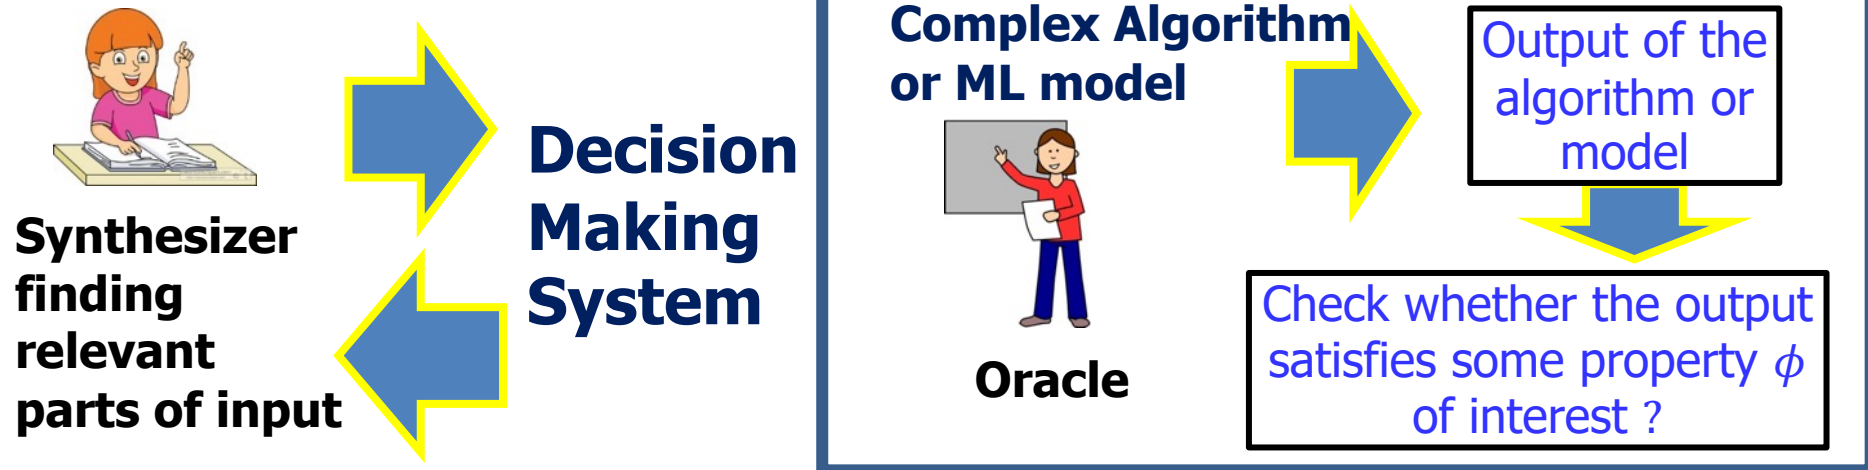 Synthesizer
finding
relevant
parts of input
Decision
Making
System
Complex Algorithm
or ML model
Oracle
Output of the
algorithm or
model
Check whether the output
satisfies some property ϕ
of interest ?